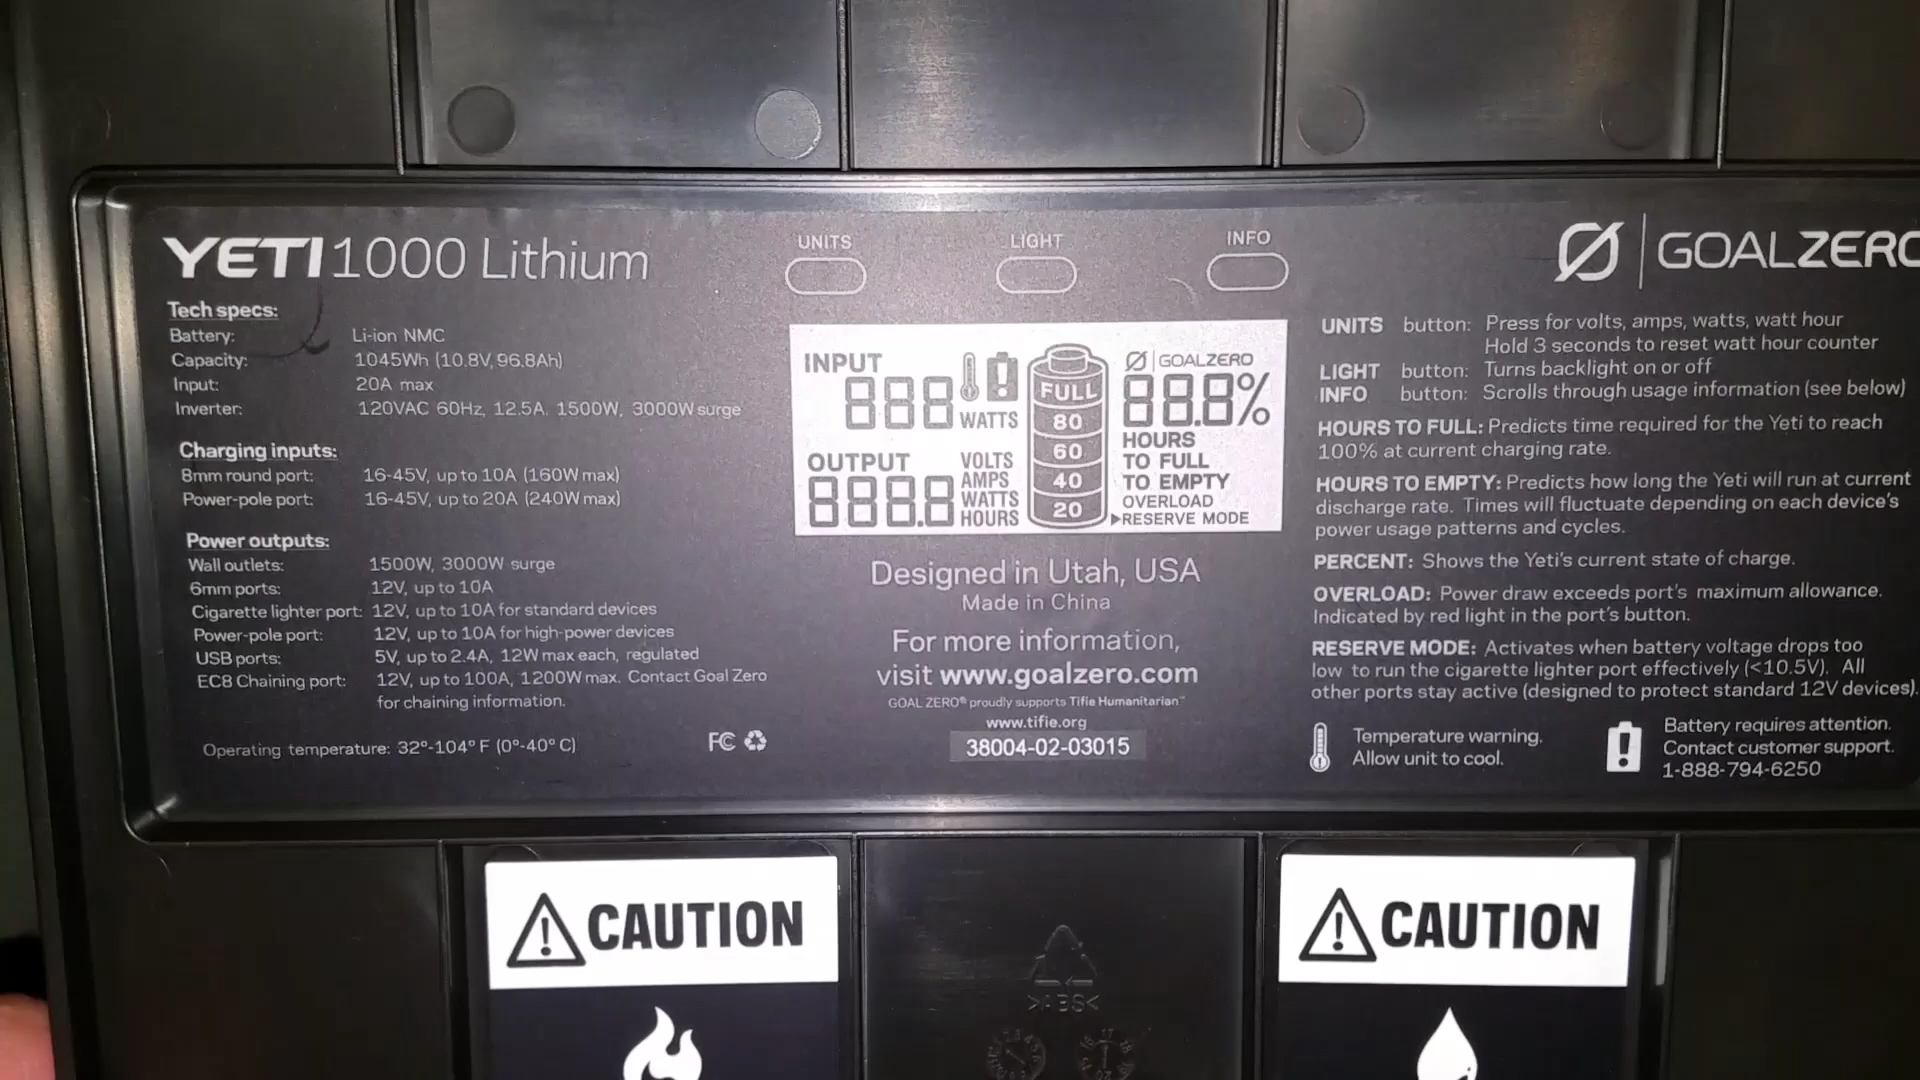 YETI 1000 Lithium
Tech specs:
Battery: Li-ion NMC
Capacity: 1045Wh (10.8V, 96.8Ah)
Input: 20A max
Inverter: 120VAC 60Hz, 12.5A, 1500W, 3000W surge
Charging inputs:
8mm round port: 16-45V, up to 10A (160W max)
Power-pole port: 16-45V, up to 20A (240W max)
Power outputs:
Wall outlets: 1500W, 3000W surge
6mm ports: 12V, up to 10A
Cigarette lighter port: 12V, up to 10A for standard devices
Power-pole port: 12V, up to 10A for high-power devices
USB ports: 5V, up to 2.4A, 12W max each, regulated
EC8 Chaining port: 12V, up to 100A, 1200W max. Contact Goal Zero
for chaining information.
Operating temperature: 32°-104° F (0°-40° C)
FC
UNITS LIGHT INFO
INPUT
888 WATTS
OUTPUT
888.8
VOLTS
AMPS
WATTS
HOURS
FULL
80
60
40
20
GOALZERO
88.8%
HOURS
TO FULL
TO EMPTY
OVERLOAD
▶RESERVE MODE
Designed in Utah, USA
Made in China
For more information,
visit www.goalzero.com
GOAL ZERO® proudly supports Tifie Humanitarian™
www.tifie.org
38004-02-03015
GOALZERO
UNITS button: Press for volts, amps, watts, watt hour
Hold 3 seconds to reset watt hour counter
LIGHT button: Turns backlight on or off
INFO button: Scrolls through usage information (see below)
HOURS TO FULL: Predicts time required for the Yeti to reach
100% at current charging rate.
HOURS TO EMPTY: Predicts how long the Yeti will run at current
discharge rate. Times will fluctuate depending on each device's
power usage patterns and cycles.
PERCENT: Shows the Yeti's current state of charge.
OVERLOAD: Power draw exceeds port's maximum allowance.
Indicated by red light in the port's button.
RESERVE MODE: Activates when battery voltage drops too
low to run the cigarette lighter port effectively (<10.5V). All
other ports stay active (designed to protect standard 12V devices).
Temperature warning.
Allow unit to cool.
Battery requires attention.
Contact customer support.
1-888-794-6250
CAUTION
>ABS<
CAUTION